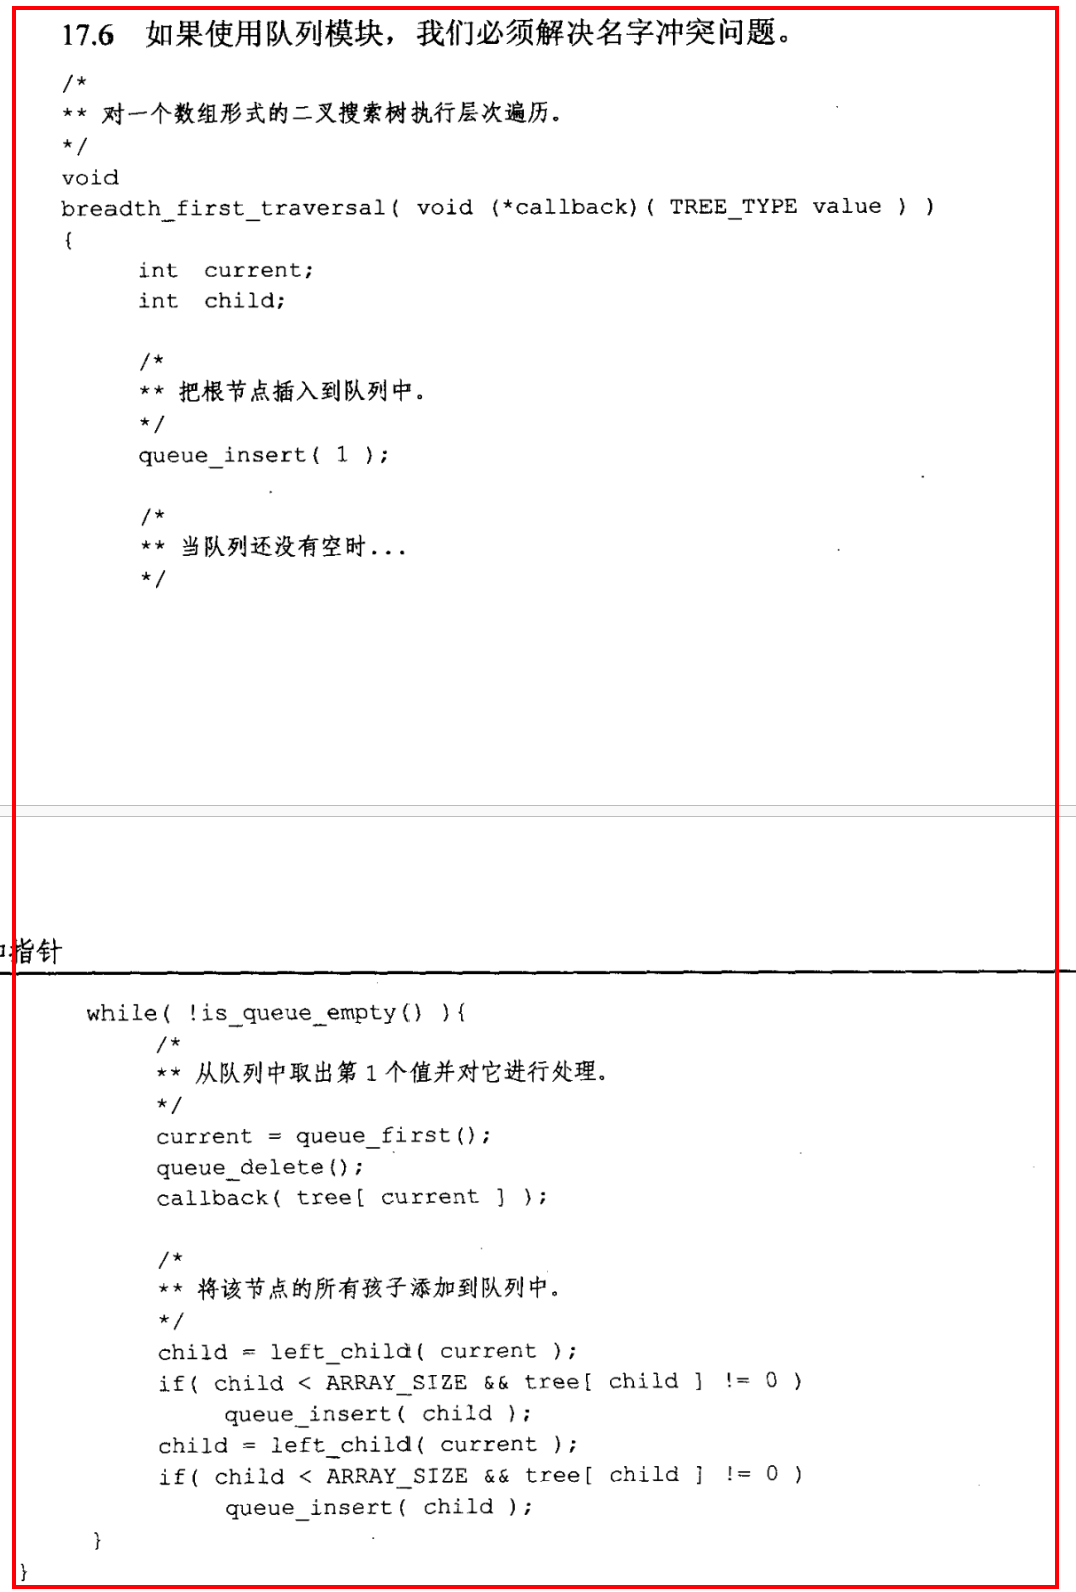 17.6 如果使用队列模块，我们必须解决名字冲突问题。
/*
** 对一个数组形式的二叉搜索树执行层次遍历。
*/
void
breadth_first_traversal( void (*callback)( TREE_TYPE value ) )
{
int current;
int child;
/*
** 把根节点插入到队列中。
*/
queue_insert( 1 );
/*
** 当队列还没有空时...
*/
指针
while( !is_queue_empty() ){
/*
** 从队列中取出第1个值并对它进行处理。
*/
current = queue_first();
queue_delete();
callback( tree[ current ] );
/*
** 将该节点的所有孩子添加到队列中。
*/
child = left_child( current );
if( child < ARRAY_SIZE && tree[ child ] != 0 )
queue_insert( child );
child = left_child( current );
if( child < ARRAY_SIZE && tree[ child ] != 0 )
queue_insert( child );
}
}